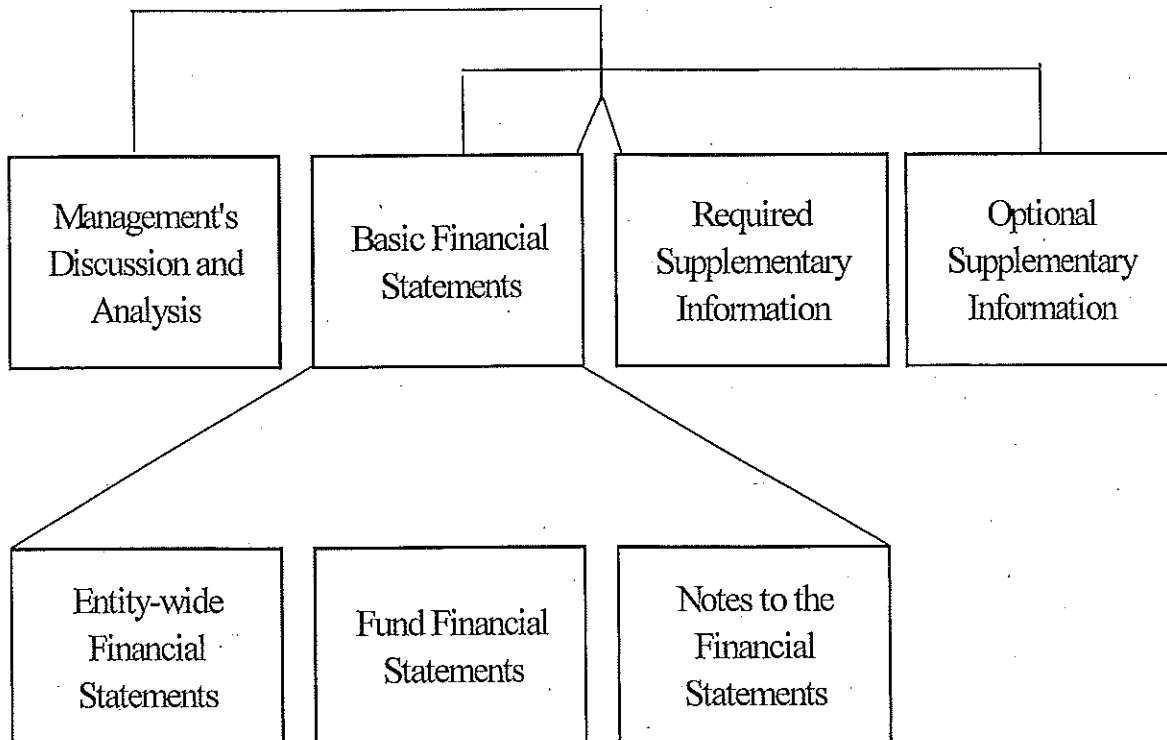 Management's
Discussion and
Analysis
Basic Financial
Statements
Required
Supplementary
Information
Optional
Supplementary
Information
Entity-wide
Financial
Statements
Fund Financial
Statements
Notes to the
Financial
Statements